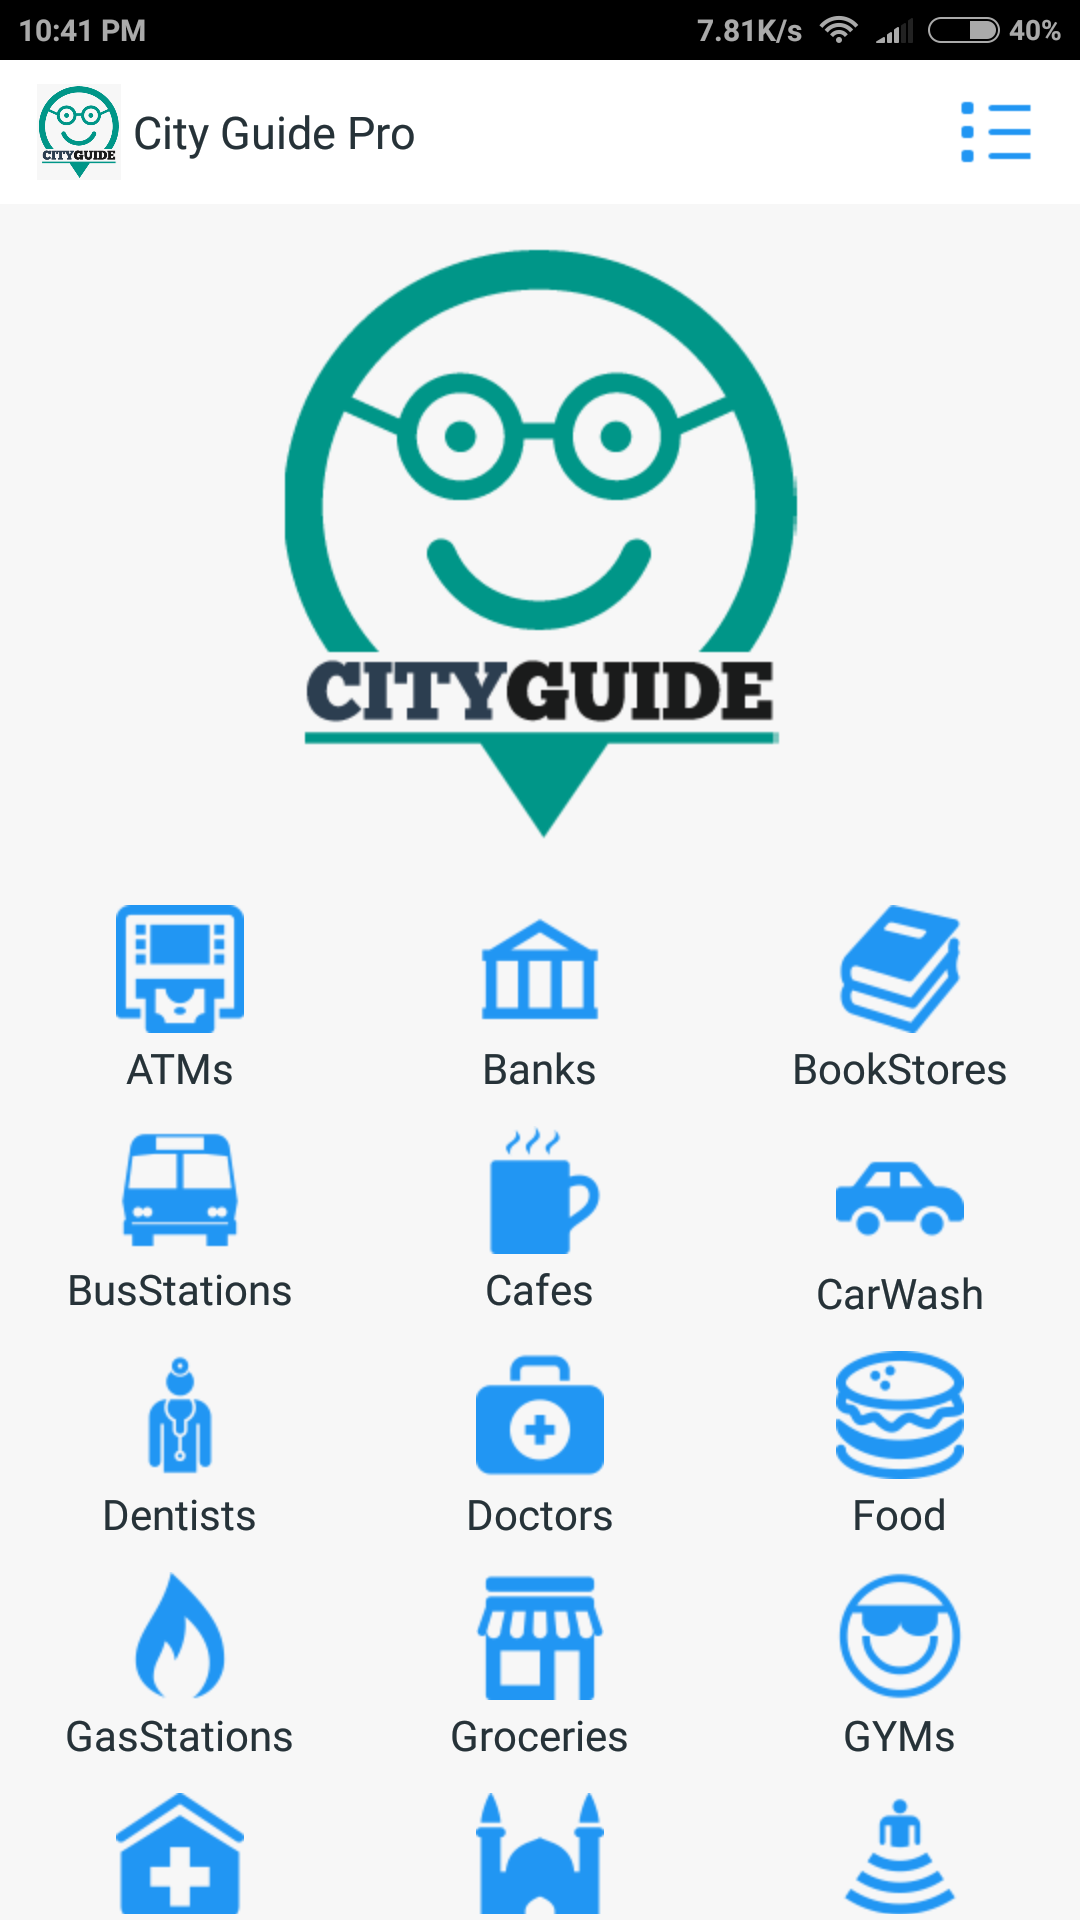 10:41 PM 7.81K/s 40%
CITYGUIDE City Guide Pro
CITYGUIDE
ATMs Banks BookStores
BusStations Cafes CarWash
Dentists Doctors Food
GasStations Groceries GYMs